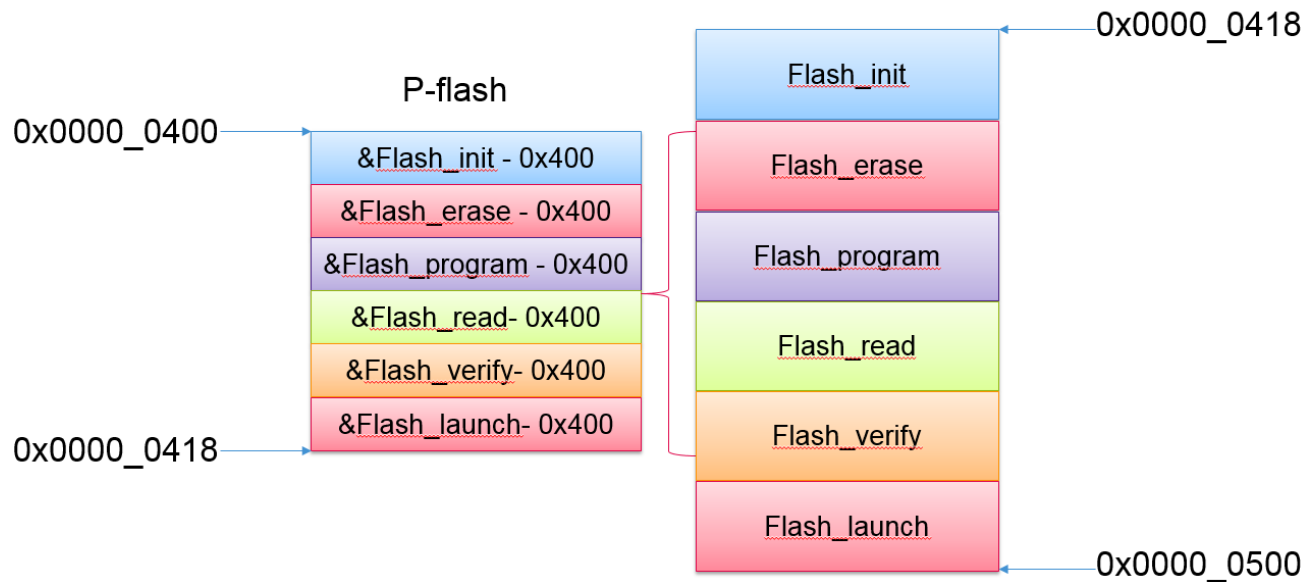 P-flash
0x0000_0400
&Flash_init - 0x400
&Flash_erase - 0x400
&Flash_program - 0x400
&Flash_read- 0x400
&Flash_verify- 0x400
&Flash_launch- 0x400
0x0000_0418
0x0000_0418
Flash_init
Flash_erase
Flash_program
Flash_read
Flash_verify
Flash_launch
0x0000_0500